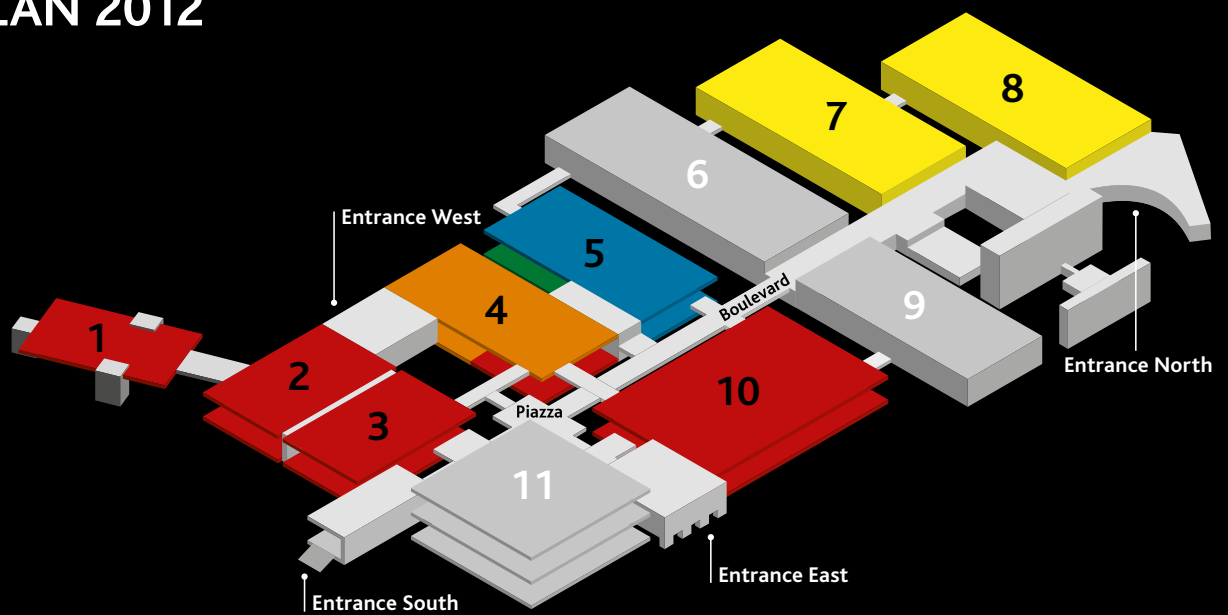 LAN 2012
8
7
6
Entrance West
5
4
Boulevard
9
1
2
Entrance North
10
3
Piazza
11
Entrance East
Entrance South